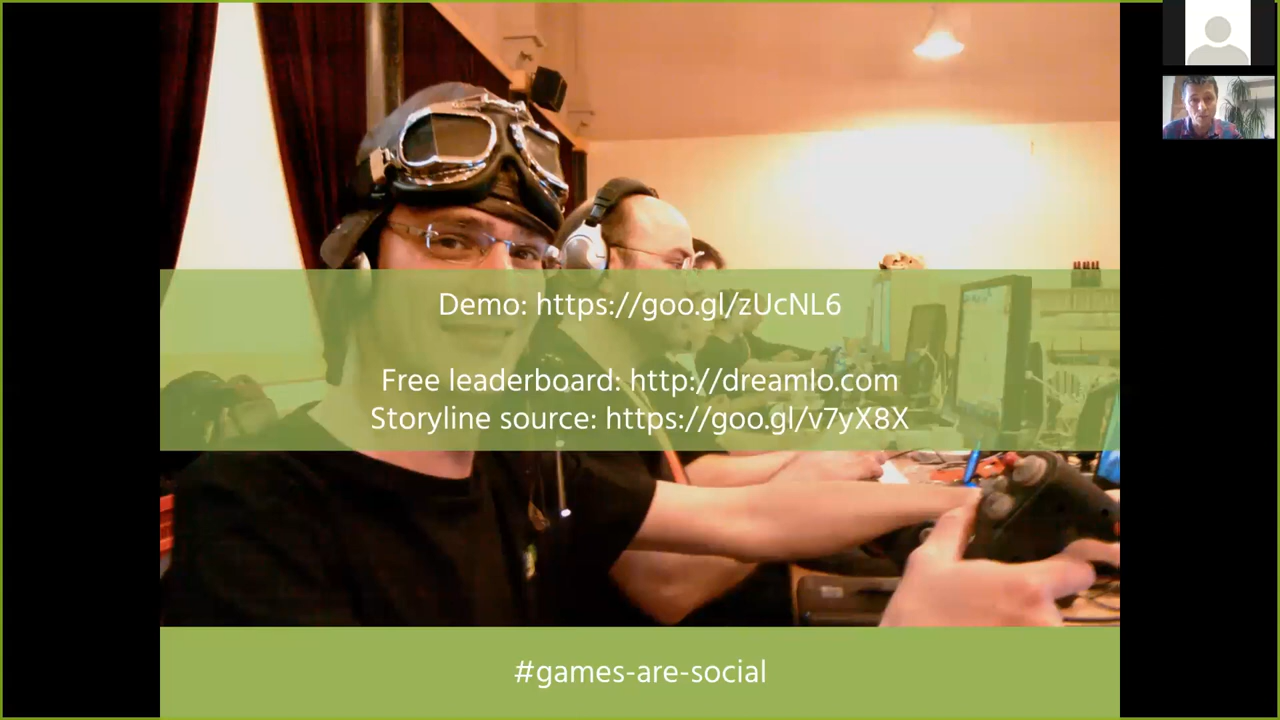 Demo: https://goo.gl/zUcNL6
Free leaderboard: http://dreamlo.com
Storyline source: https://goo.gl/v7yX8X
#games-are-social